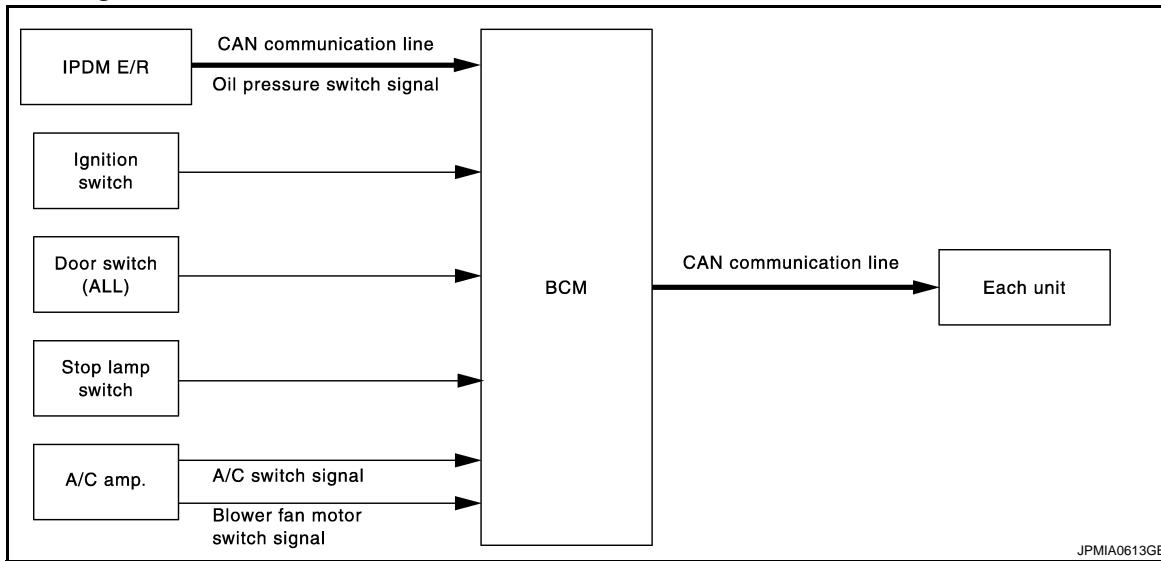 IPDM E/R
CAN communication line
Oil pressure switch signal
Ignition
switch
Door switch
(ALL)
Stop lamp
switch
A/C amp.
A/C switch signal
Blower fan motor
switch signal
BCM
CAN communication line
Each unit